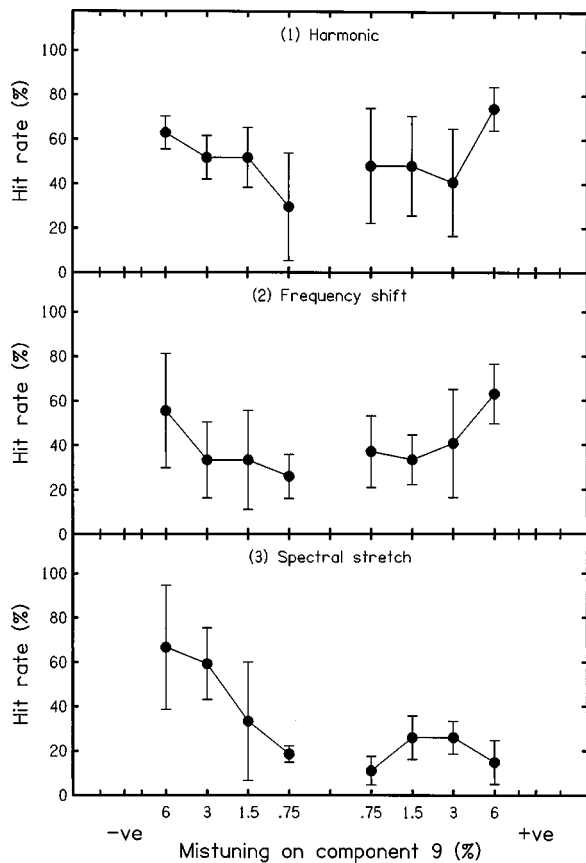 (1) Harmonic
100
80
60
40
20
0
Hit rate (%)
(2) Frequency shift
100
80
60
40
20
0
Hit rate (%)
(3) Spectral stretch
100
80
60
40
20
0
Hit rate (%)
6 3 1.5 .75 .75 1.5 3 6
-ve +ve
Mistuning on component 9 (%)